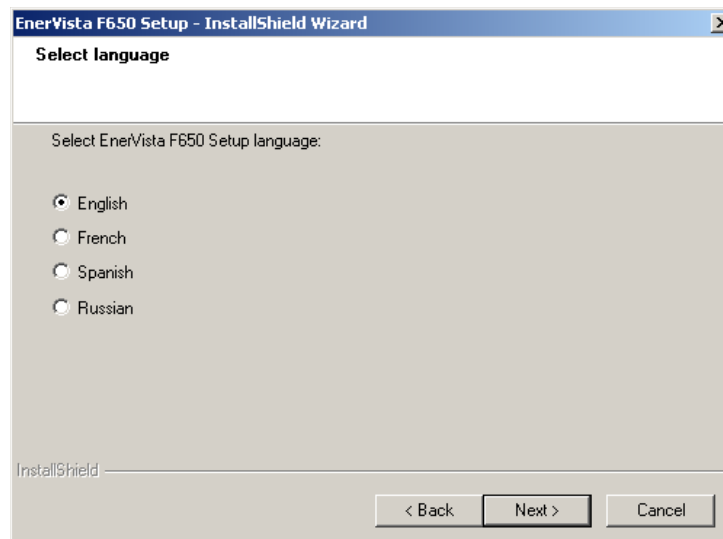 EnerVista F650 Setup - InstallShield Wizard
Select language
Select EnerVista F650 Setup language:
English
French
Spanish
Russian
InstallShield
< Back Next > Cancel